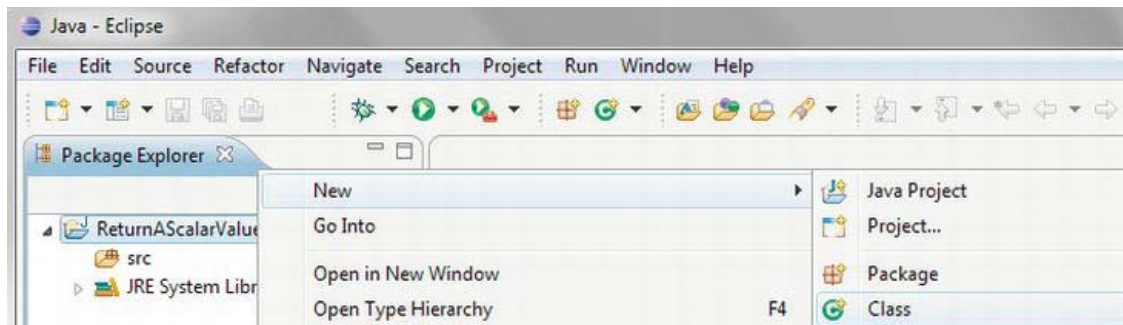 Java - Eclipse
File Edit Source Refactor Navigate Search Project Run Window Help
Package Explorer
New Java Project
ReturnAScalarValue Go Into Project...
src
Open in New Window Package
JRE System Libr
Open Type Hierarchy F4 Class